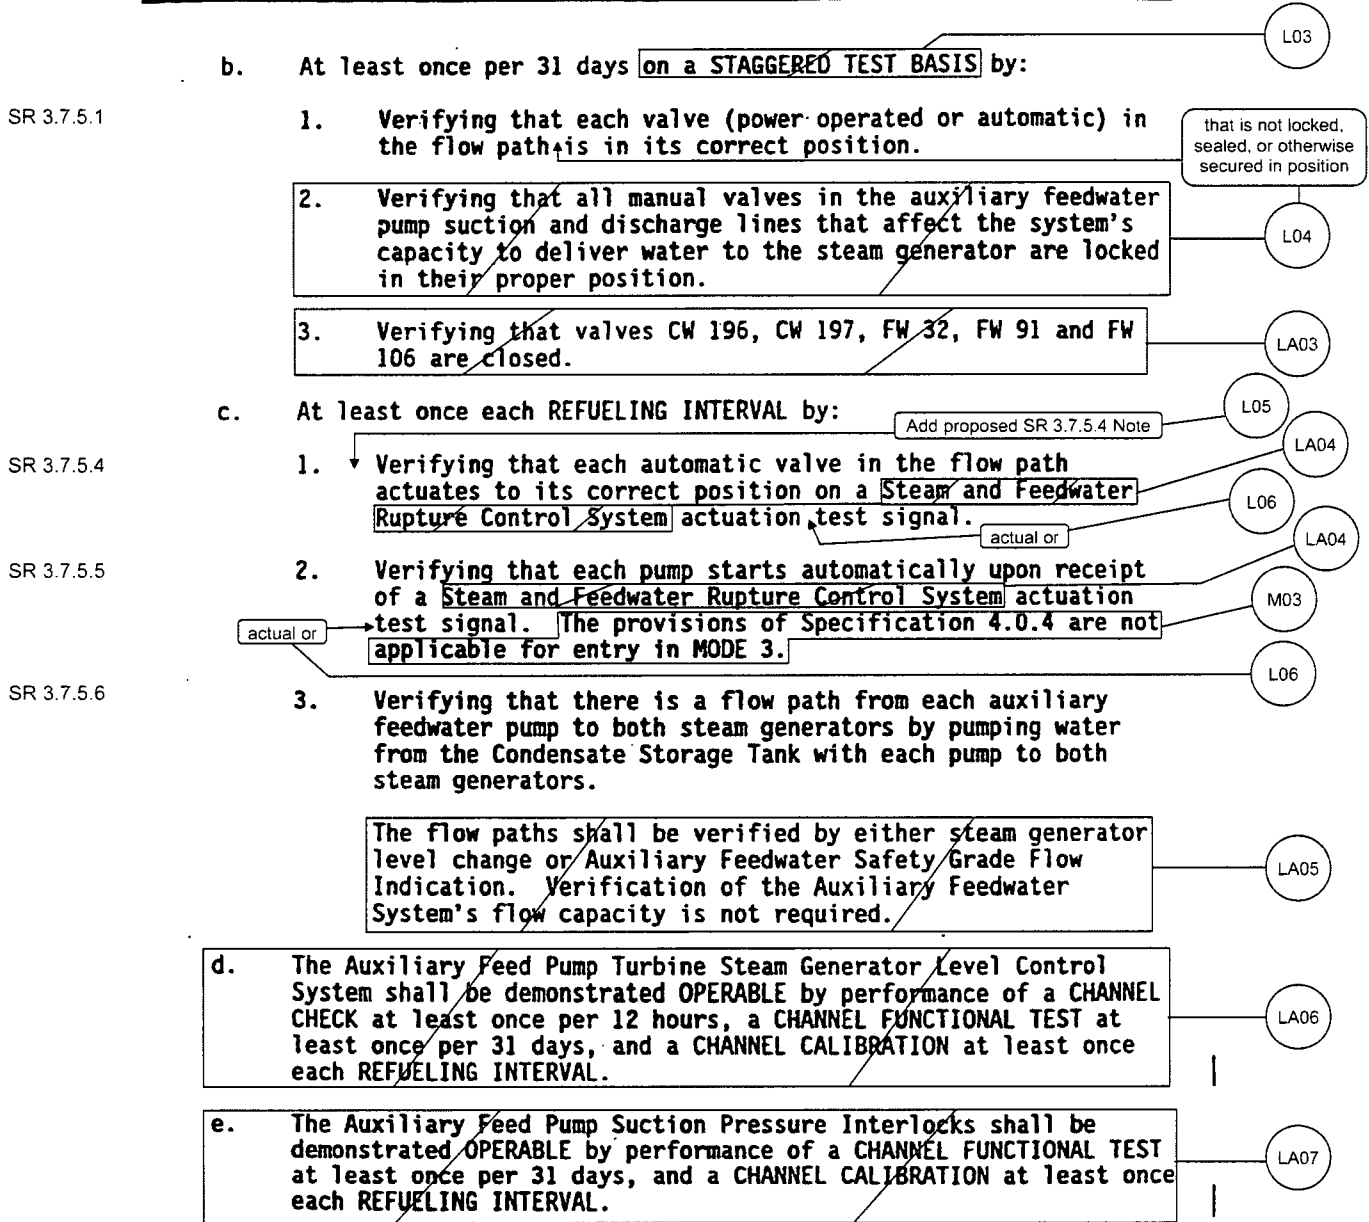 L03
b. At least once per 31 days on a STAGGERED TEST BASIS by:
SR 3.7.5.1
1. Verifying that each valve (power operated or automatic) in
the flow path is in its correct position.
that is not locked,
sealed, or otherwise
secured in position
2. Verifying that all manual valves in the auxiliary feedwater
pump suction and discharge lines that affect the system's
capacity to deliver water to the steam generator are locked
in their proper position.
L04
3. Verifying that valves CW 196, CW 197, FW 32, FW 91 and FW
106 are closed.
LA03
c. At least once each REFUELING INTERVAL by:
Add proposed SR 3.7.5.4 Note
L05
SR 3.7.5.4
1. Verifying that each automatic valve in the flow path
actuates to its correct position on a Steam and Feedwater
Rupture Control System actuation test signal.
LA04
actual or
L06
SR 3.7.5.5
2. Verifying that each pump starts automatically upon receipt
of a Steam and Feedwater Rupture Control System actuation
test signal. The provisions of Specification 4.0.4 are not
applicable for entry in MODE 3.
LA04
actual or
M03
L06
SR 3.7.5.6
3. Verifying that there is a flow path from each auxiliary
feedwater pump to both steam generators by pumping water
from the Condensate Storage Tank with each pump to both
steam generators.
The flow paths shall be verified by either steam generator
level change or Auxiliary Feedwater Safety Grade Flow
Indication. Verification of the Auxiliary Feedwater
System's flow capacity is not required.
LA05
d. The Auxiliary Feed Pump Turbine Steam Generator Level Control
System shall be demonstrated OPERABLE by performance of a CHANNEL
CHECK at least once per 12 hours, a CHANNEL FUNCTIONAL TEST at
least once per 31 days, and a CHANNEL CALIBRATION at least once
each REFUELING INTERVAL.
LA06
e. The Auxiliary Feed Pump Suction Pressure Interlocks shall be
demonstrated OPERABLE by performance of a CHANNEL FUNCTIONAL TEST
at least once per 31 days, and a CHANNEL CALIBRATION at least once
each REFUELING INTERVAL.
LA07